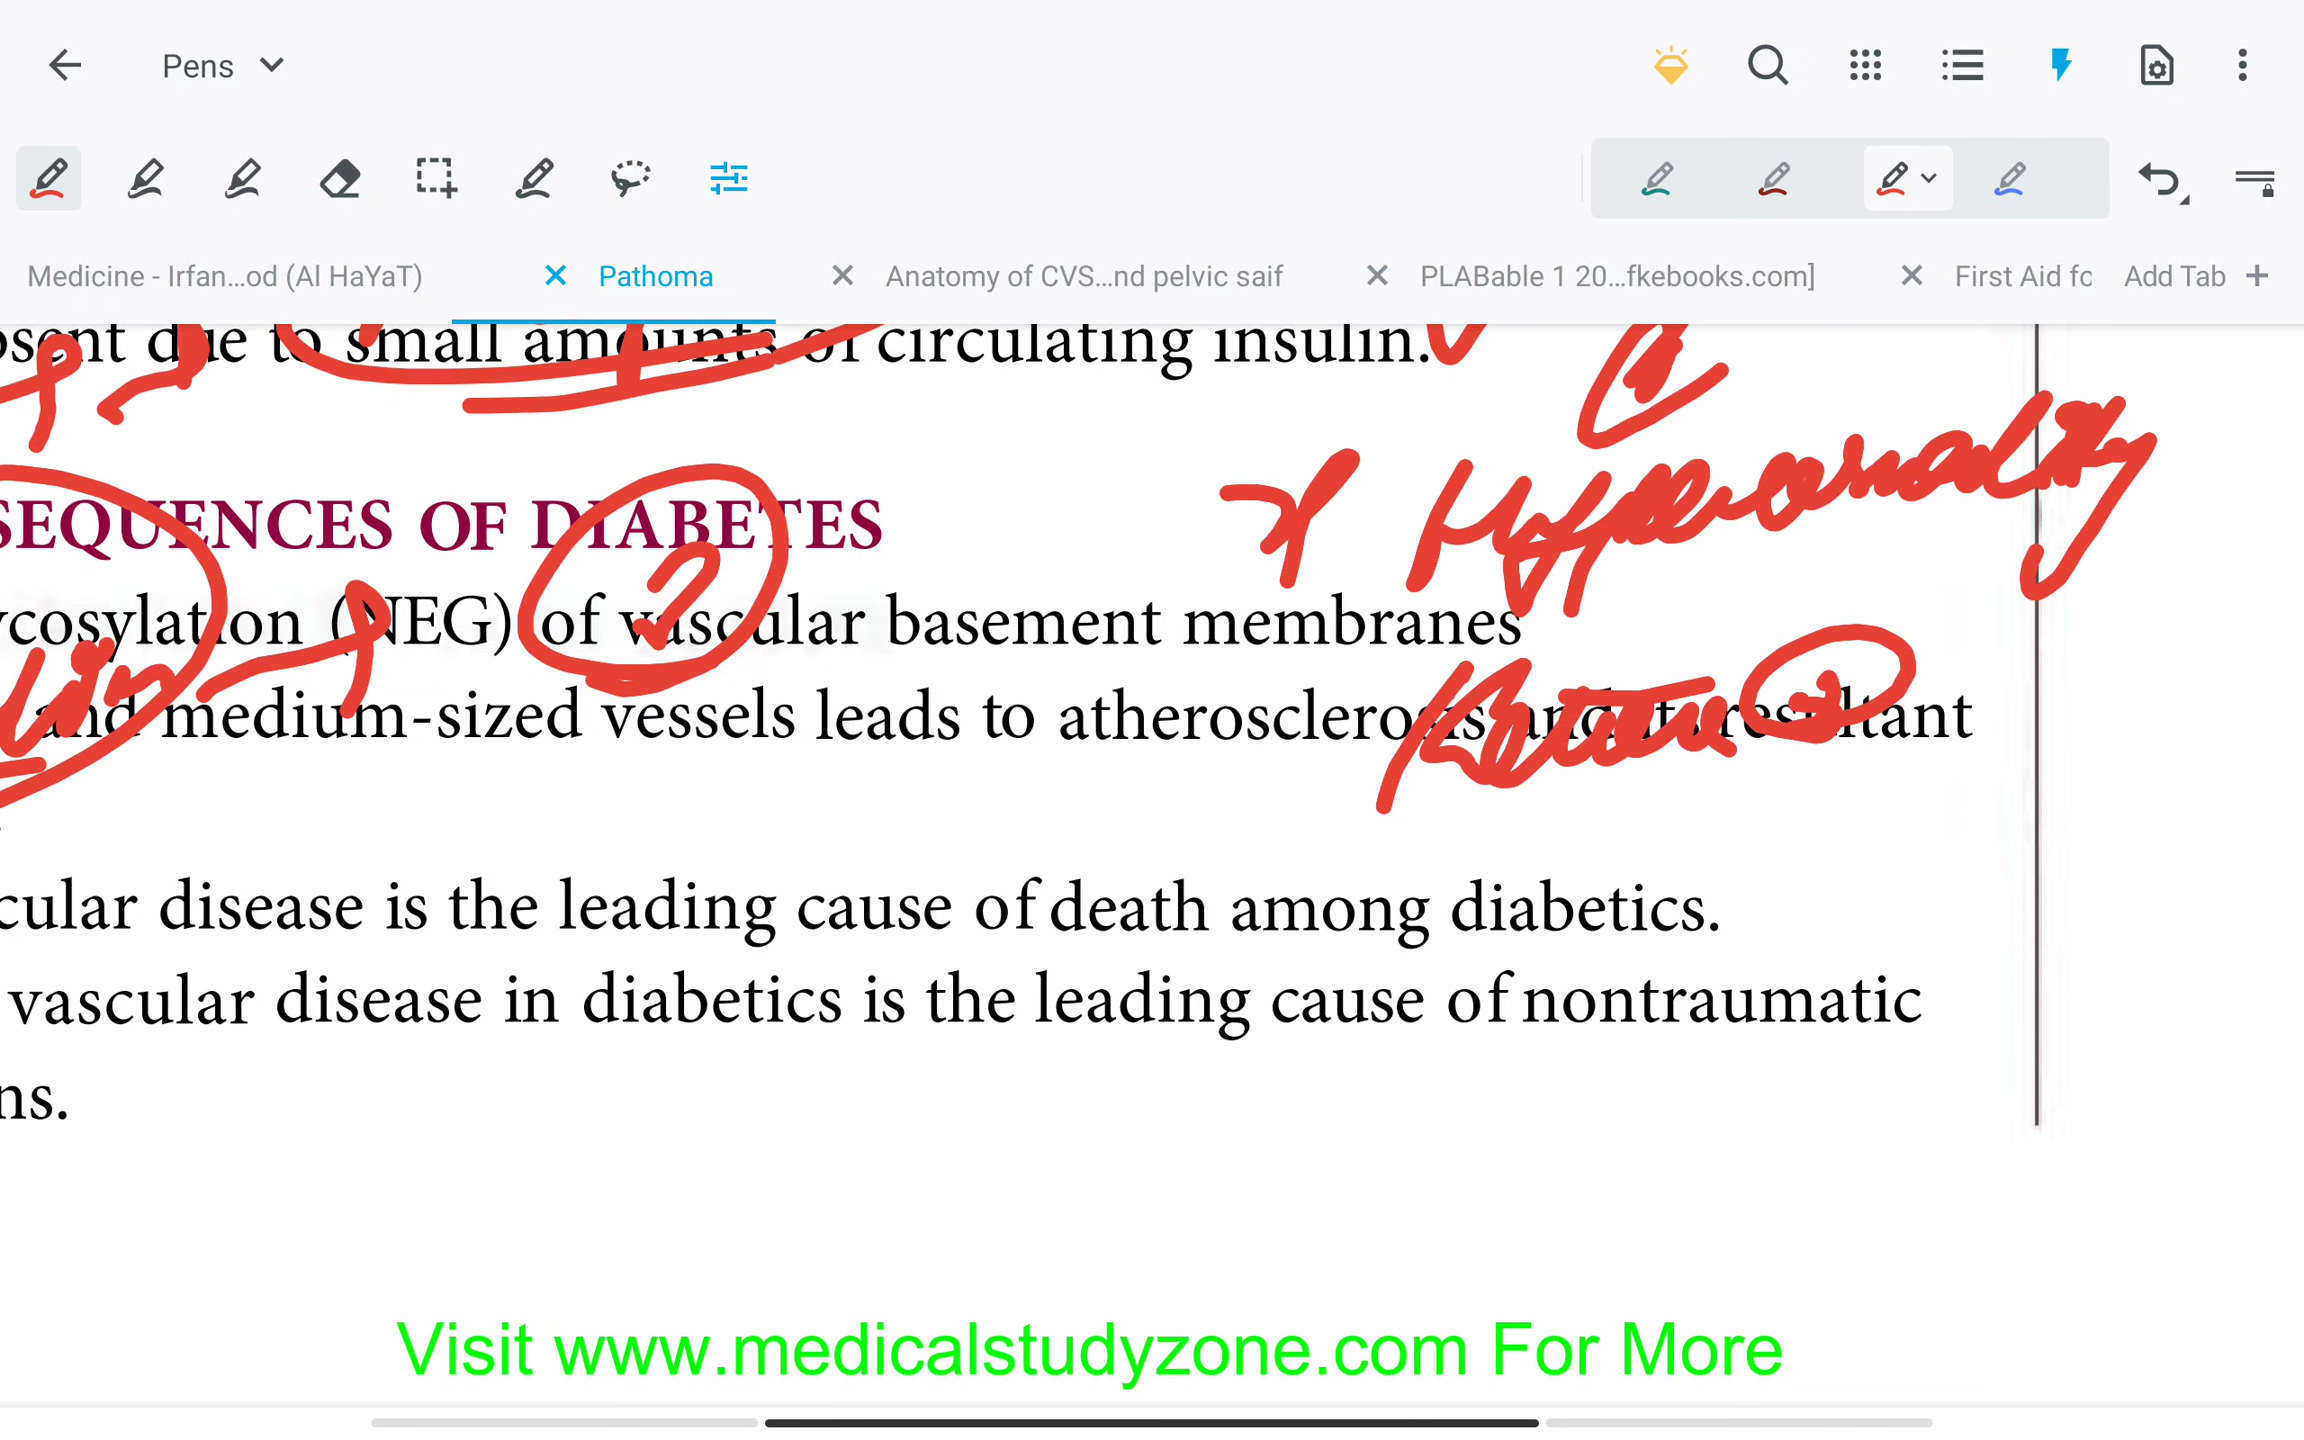 Pens
Medicine - Irfan...od (Al HaYaT)
Pathoma
Anatomy of CVS...nd pelvic saif
PLABable 1 20...fkebooks.com]
First Aid fc
Add Tab
sent due to small amounts of circulating insulin.
SEQUENCES OF DIABETES
ycosylation (NEG) of vascular basement membranes
and medium-sized vessels leads to atherosclerosis and its resultant
cular disease is the leading cause of death among diabetics.
vascular disease in diabetics is the leading cause of nontraumatic
ns.
Visit www.medicalstudyzone.com For More